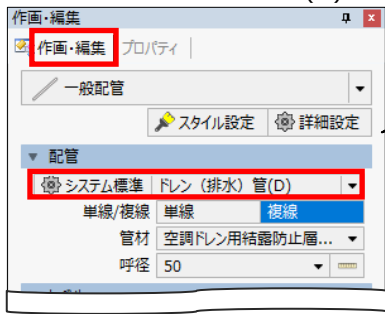 作画・編集
作画・編集 プロパティ
一般配管
スタイル設定 詳細設定
配管
システム標準 ドレン（排水）管(D)
単線/複線 単線 複線
管材 空調ドレン用結露防止層...
呼径 50